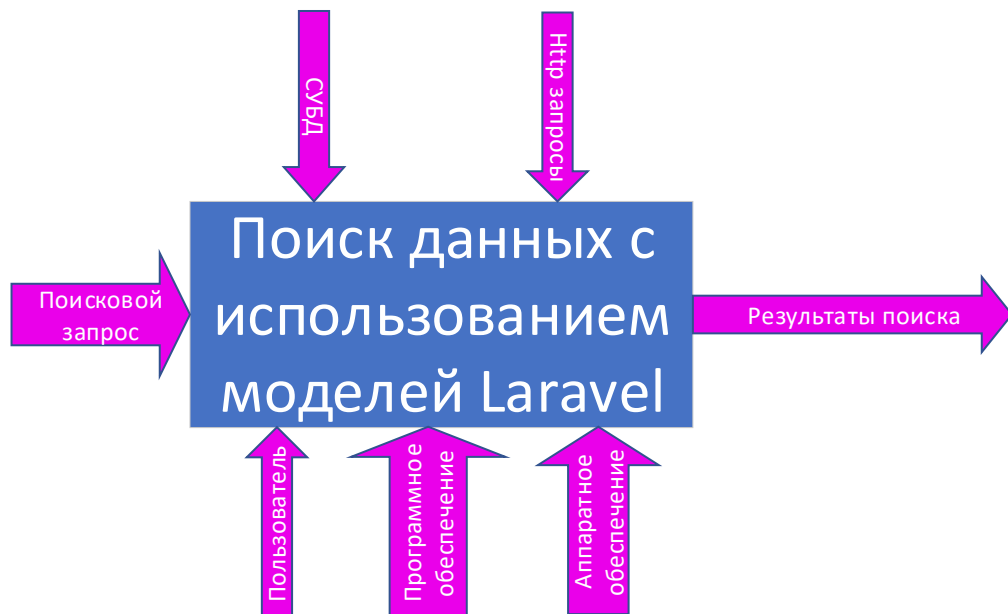 СУБД
Http запросы
Поиск данных с
использованием
моделей Laravel
Поисковой
запрос
Результаты поиска
Пользователь
Программное
обеспечение
Аппаратное
обеспечение